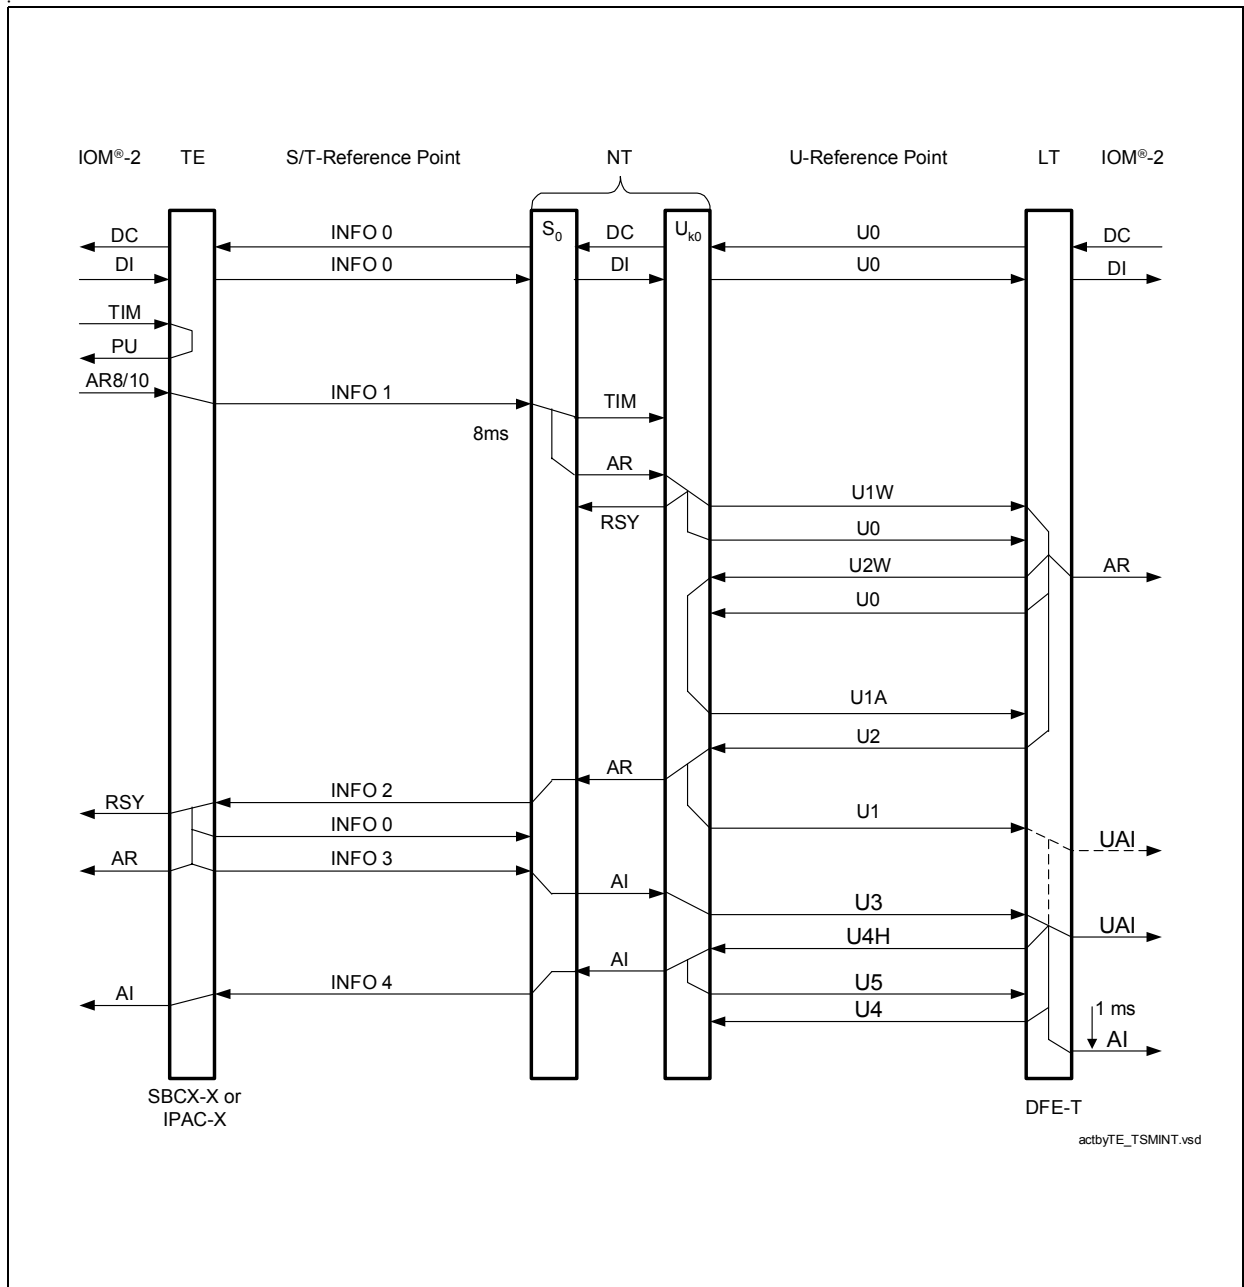 IOM®-2 TE S/T-Reference Point NT U-Reference Point LT IOM®-2
S0 Uk0
DC INFO 0 DC U0 DC
DI INFO 0 DI U0 DI
TIM
PU
AR8/10 INFO 1 TIM
8ms
AR
U1W
RSY
U0
U2W AR
U0
U1A
U2
AR
INFO 2
RSY
U1
INFO 0
UAI
AR INFO 3
AI
U3
UAI
U4H
AI
INFO 4 U5
AI
U4 1 ms
AI
SBCX-X or
IPAC-X
DFE-T
actbyTE_TSMINT.vsd